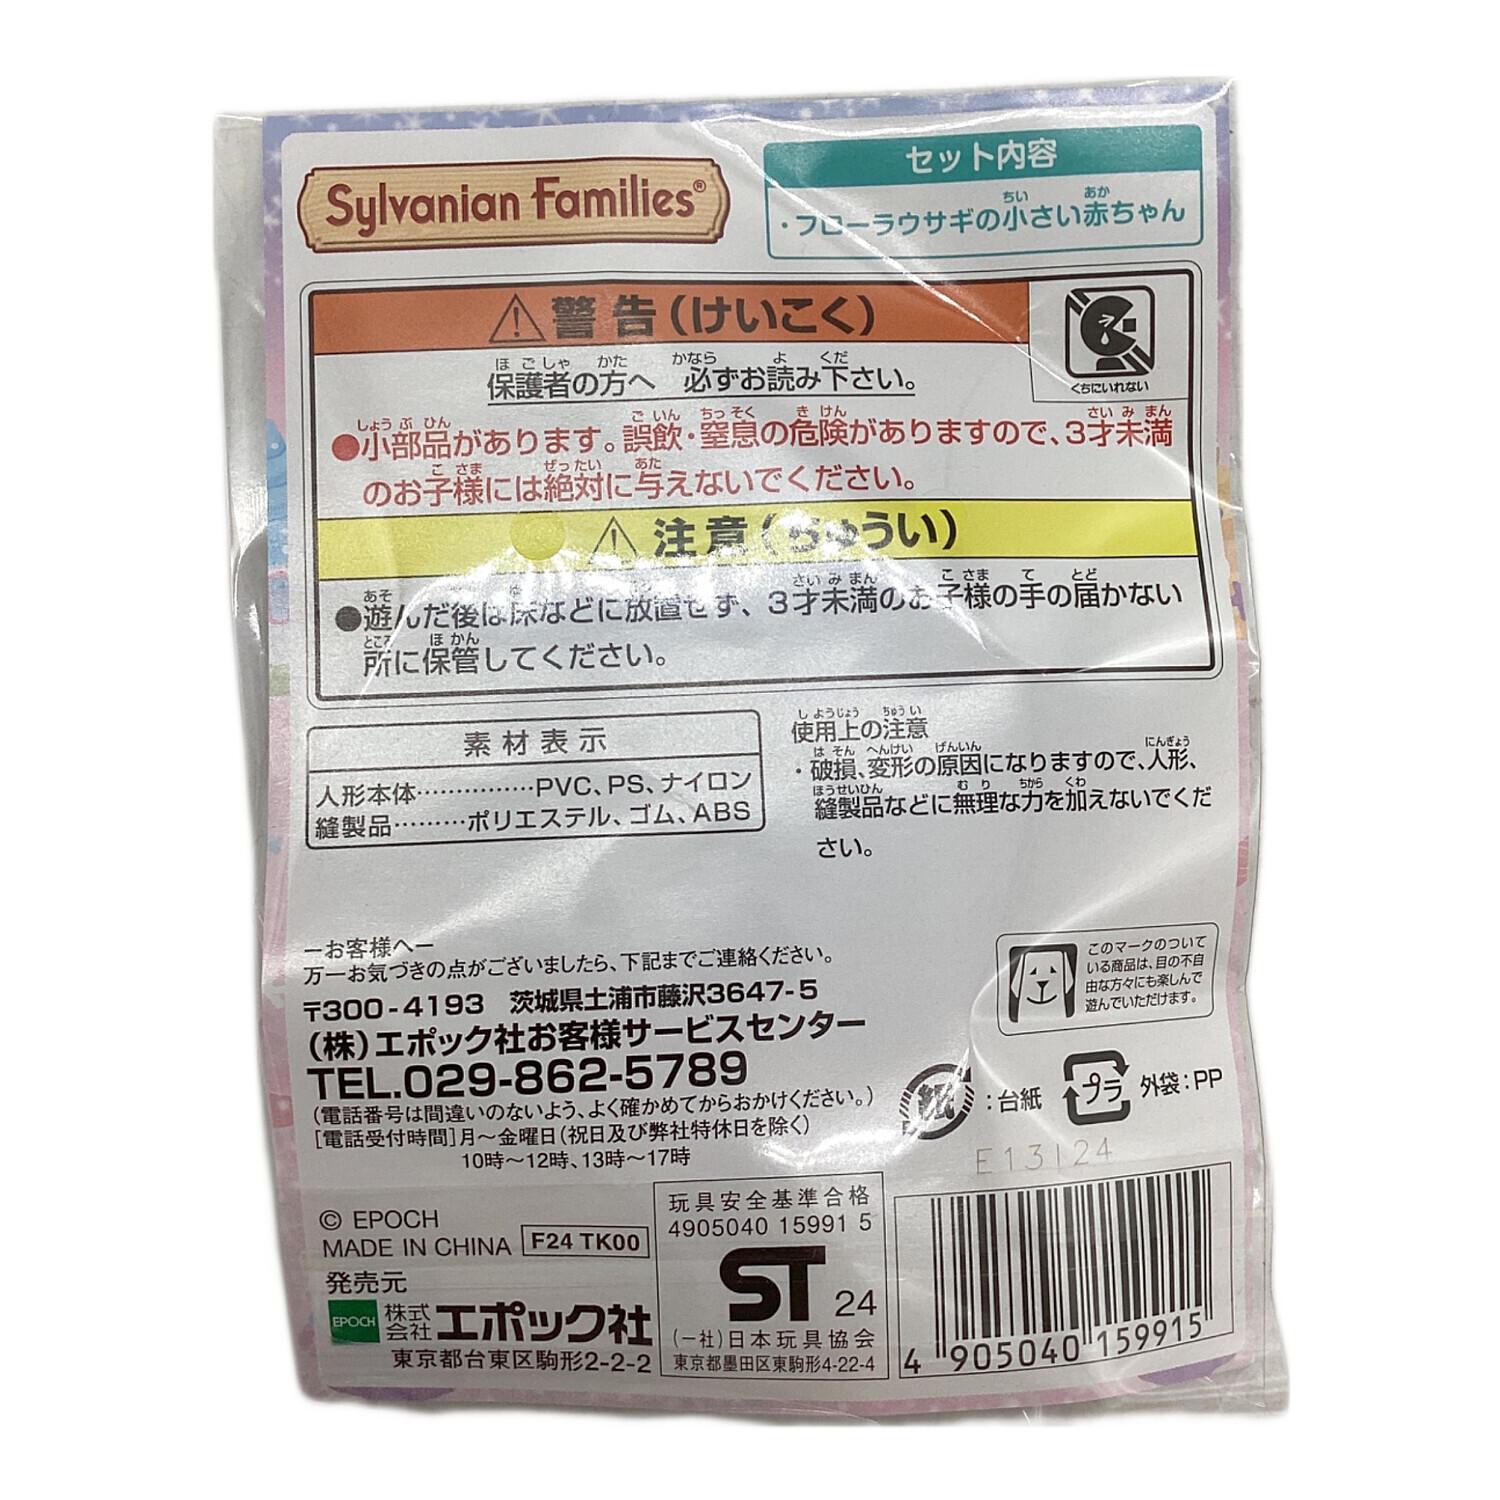 Sylvanian Families®
セット内容
・フローラウサギの小さい赤ちゃん
⚠警告(けいこく)
くちにいれない
保護者の方へ 必ずお読み下さい。
●小部品があります。誤飲・窒息の危険がありますので、3才未満
のお子様には絶対に与えないでください。
⚠注意(ちゅうい)
●遊んだ後は床などに放置せず、3才未満のお子様の手の届かない
所に保管してください。
素材表示
人形本体……………PVC、PS、ナイロン
縫製品………ポリエステル、ゴム、ABS
使用上の注意
・破損、変形の原因になりますので、人形、
縫製品などに無理な力を加えないでくだ
さい。
ーお客様へー
万一お気づきの点がございましたら、下記までご連絡ください。
〒300-4193 茨城県土浦市藤沢3647-5
(株)エポック社お客様サービスセンター
TEL.029-862-5789
(電話番号は間違いのないよう、よく確かめてからおかけください。)
[電話受付時間]月〜金曜日(祝日及び弊社特休日を除く)
10時〜12時、13時〜17時
このマークのついて
いる商品は、目の不自
由な方々にも楽しんで
遊んでいただけます。
紙:台紙
プラ 外袋:PP
E13I24
© EPOCH
MADE IN CHINA F24 TK00
発売元
EPOCH 株式会社エポック社
東京都台東区駒形2-2-2
玩具安全基準合格
4905040 15991 5
ST 24
(一社)日本玩具協会
東京都墨田区東駒形4-22-4
4 905040 159915